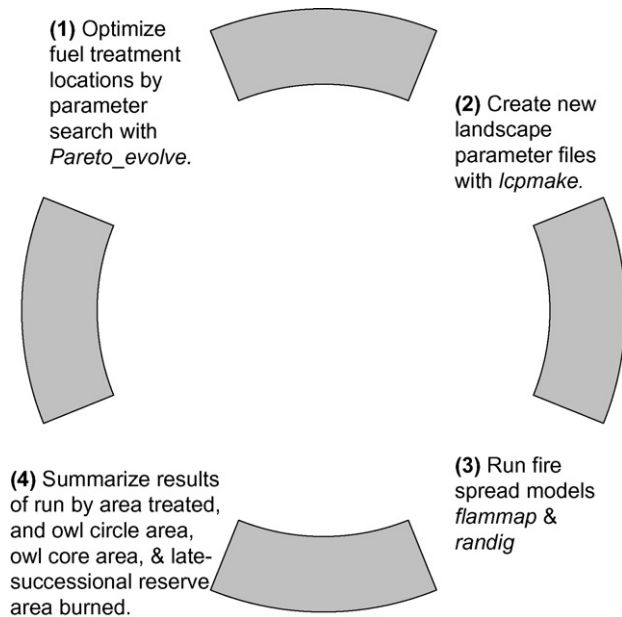 (1) Optimize
fuel treatment
locations by
parameter
search with
Pareto_evolve.
(2) Create new
landscape
parameter files
with lcpmake.
(3) Run fire
spread models
flammap &
randig
(4) Summarize results
of run by area treated,
and owl circle area,
owl core area, & late-
successional reserve
area burned.